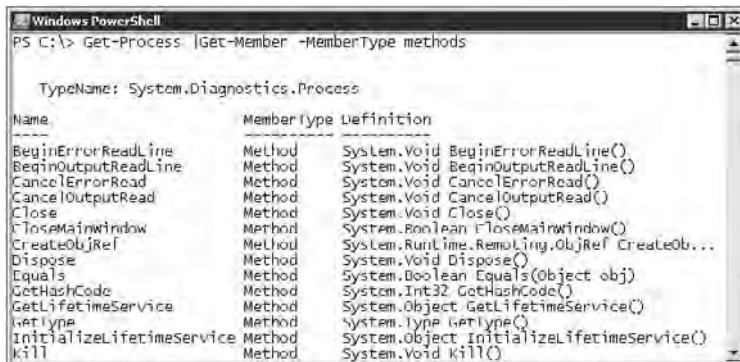 Windows PowerShell
PS C:\> Get-Process |Get-Member -MemberType methods
TypeName: System.Diagnostics.Process
Name MemberType Definition
---- ---------- ----------
BeginErrorReadLine Method System.Void BeginErrorReadLine()
BeginOutputReadLine Method System.Void BeginOutputReadLine()
CancelErrorRead Method System.Void CancelErrorRead()
CancelOutputRead Method System.Void CancelOutputRead()
Close Method System.Void Close()
CloseMainWindow Method System.Boolean CloseMainWindow()
CreateObjRef Method System.Runtime.Remoting.ObjRef CreateOb...
Dispose Method System.Void Dispose()
Equals Method System.Boolean Equals(Object obj)
GetHashCode Method System.Int32 GetHashCode()
GetLifetimeService Method System.Object GetLifetimeService()
GetType Method System.Type GetType()
InitializeLifetimeService Method System.Object InitializeLifetimeService()
Kill Method System.Void Kill()